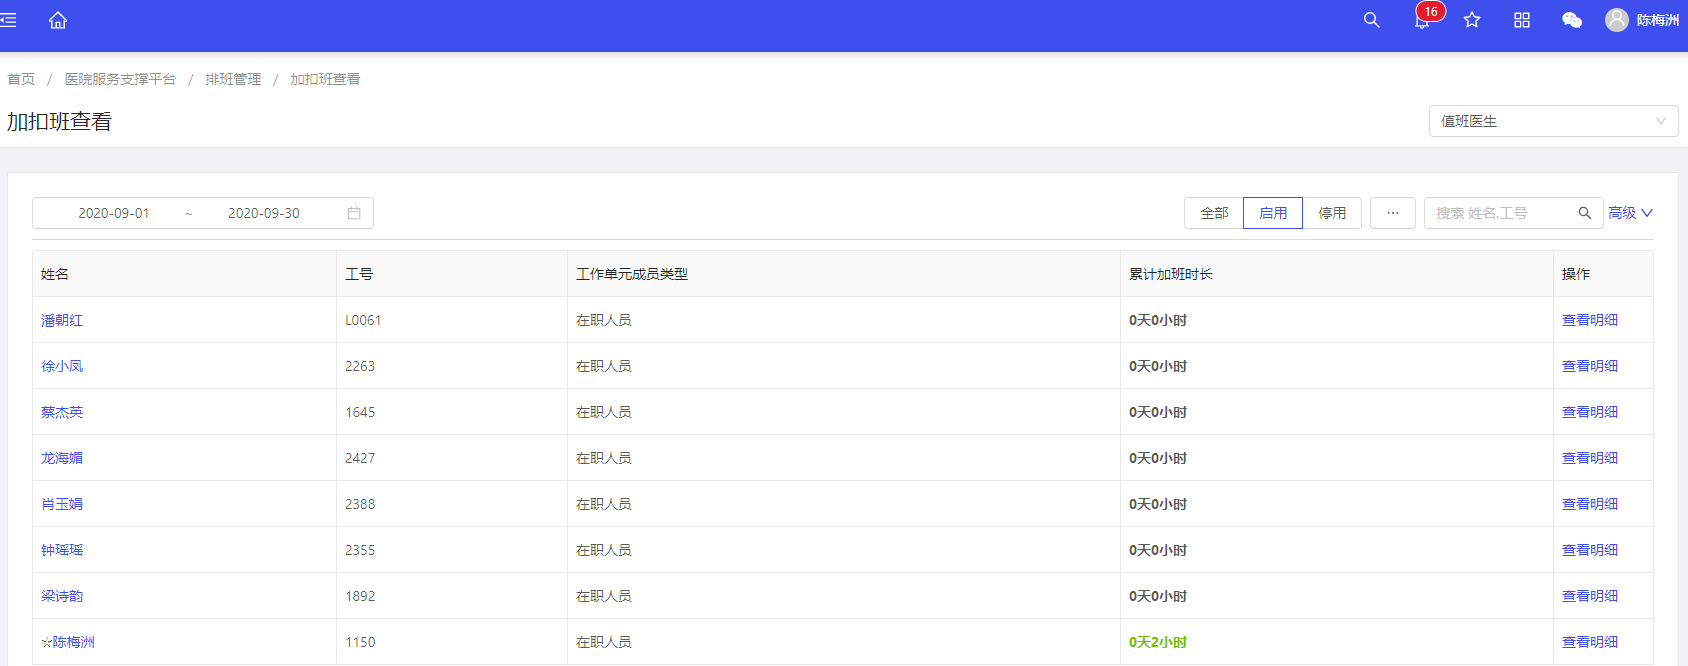 16
陈梅洲
首页 / 医院服务支撑平台 / 排班管理 / 加扣班查看
加扣班查看
值班医生
2020-09-01 ~ 2020-09-30
全部 启用 停用 ··· 搜索 姓名,工号 高级
姓名 工号 工作单元成员类型 累计加班时长 操作
潘朝红 L0061 在职人员 0天0小时 查看明细
徐小凤 2263 在职人员 0天0小时 查看明细
蔡杰英 1645 在职人员 0天0小时 查看明细
龙海媚 2427 在职人员 0天0小时 查看明细
肖玉娟 2388 在职人员 0天0小时 查看明细
钟瑶瑶 2355 在职人员 0天0小时 查看明细
梁诗韵 1892 在职人员 0天0小时 查看明细
☆陈梅洲 1150 在职人员 0天2小时 查看明细